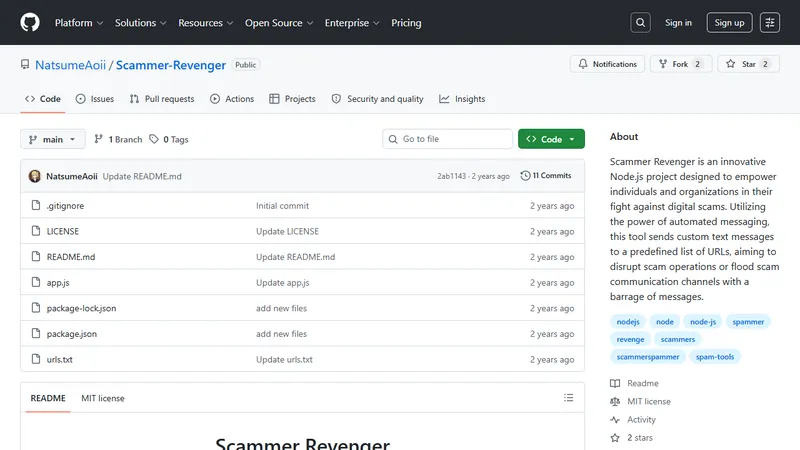 Platform Solutions Resources Open Source Enterprise Pricing Sign in Sign up
NatsumeAoii / Scammer-Revenger Public Notifications Fork 2 Star 2
Code Issues Pull requests Actions Projects Security and quality Insights
main 1 Branch 0 Tags Go to file Code
NatsumeAoii Update README.md 2ab1143 · 2 years ago 11 Commits
.gitignore Initial commit 2 years ago
LICENSE Update LICENSE 2 years ago
README.md Update README.md 2 years ago
app.js Update app.js 2 years ago
package-lock.json add new files 2 years ago
package.json add new files 2 years ago
urls.txt Update urls.txt 2 years ago
README MIT license
Scammer Revenger
About
Scammer Revenger is an innovative
Node.js project designed to empower
individuals and organizations in their
fight against digital scams. Utilizing
the power of automated messaging,
this tool sends custom text messages
to a predefined list of URLs, aiming to
disrupt scam operations or flood scam
communication channels with a
barrage of messages.
nodejs node node-js spammer
revenge scammers
scammerspammer spam-tools
Readme
MIT license
Activity
2 stars